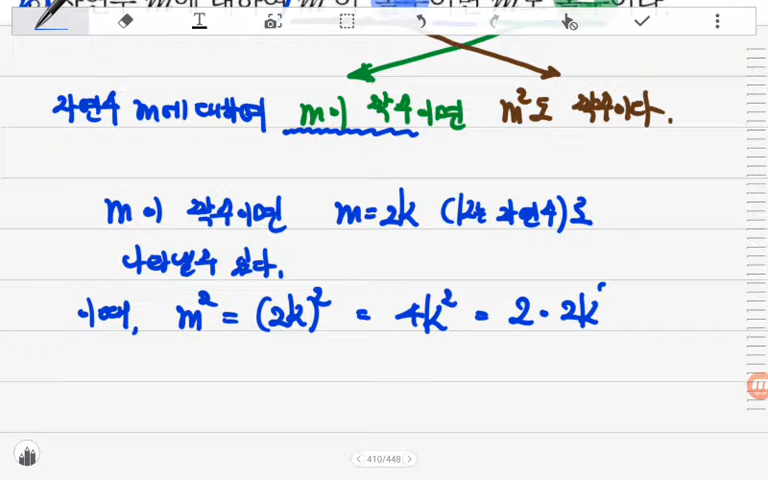 자연수 m에 대하여 m이 짝수이면 m²도 짝수이다.
m이 짝수이면 m=2k (k는 자연수)로
나타낼 수 있다.
이때, m² = (2k)² = 4k² = 2·2k
410/448